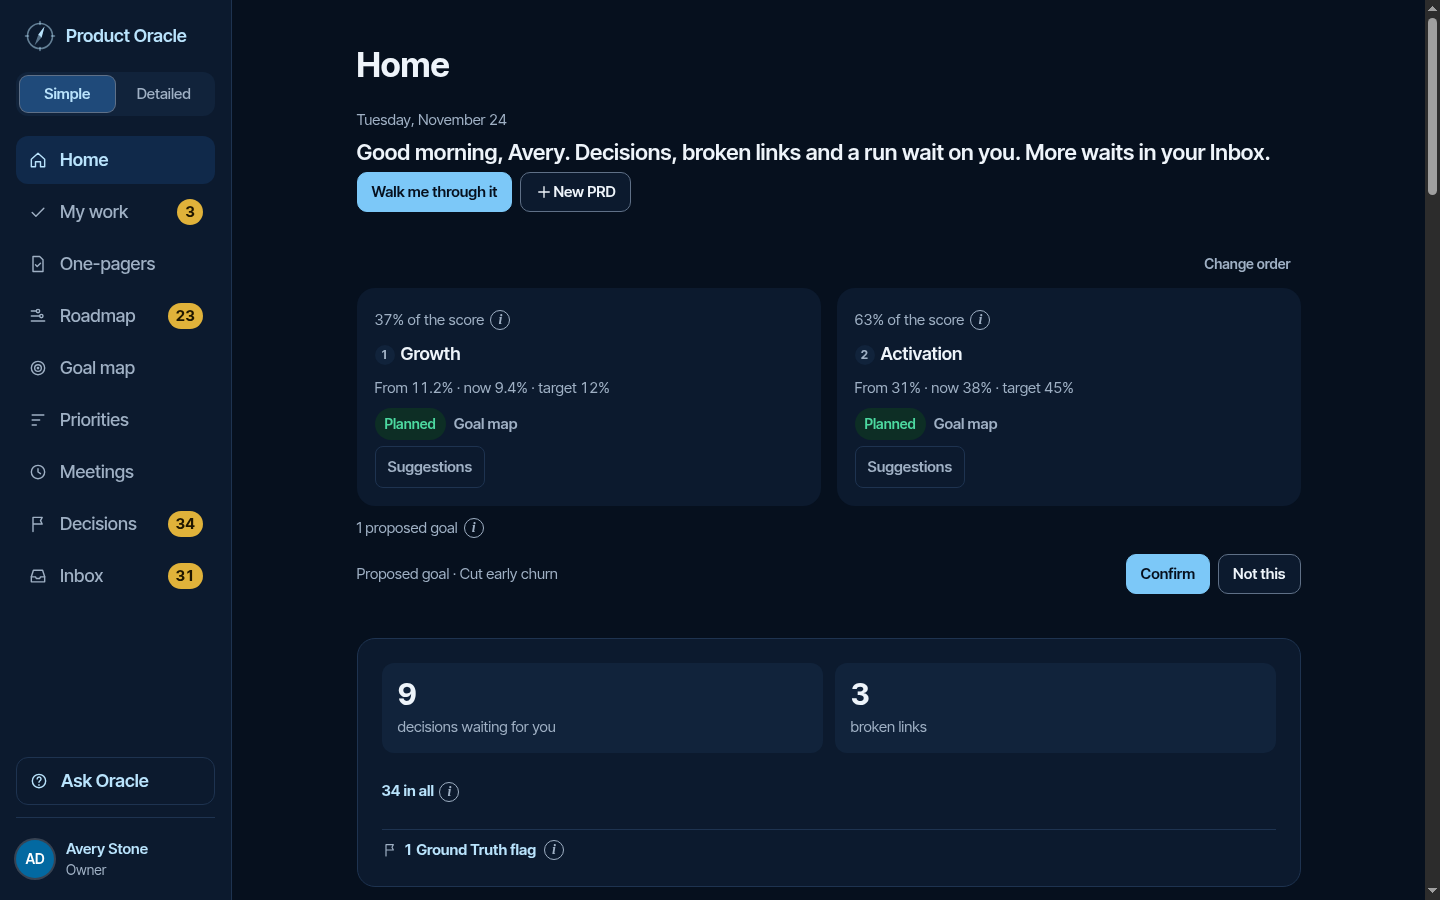 Product Oracle
Simple
Detailed
Home
My work
3
One-pagers
Roadmap
23
Goal map
Priorities
Meetings
Decisions
34
Inbox
31
Ask Oracle
AD
Avery Stone
Owner
Home
Tuesday, November 24
Good morning, Avery. Decisions, broken links and a run wait on you. More waits in your Inbox.
Walk me through it
+ New PRD
Change order
37% of the score i
1 Growth
From 11.2% · now 9.4% · target 12%
Planned
Goal map
Suggestions
63% of the score i
2 Activation
From 31% · now 38% · target 45%
Planned
Goal map
Suggestions
1 proposed goal i
Proposed goal · Cut early churn
Confirm
Not this
9
decisions waiting for you
3
broken links
34 in all i
1 Ground Truth flag i